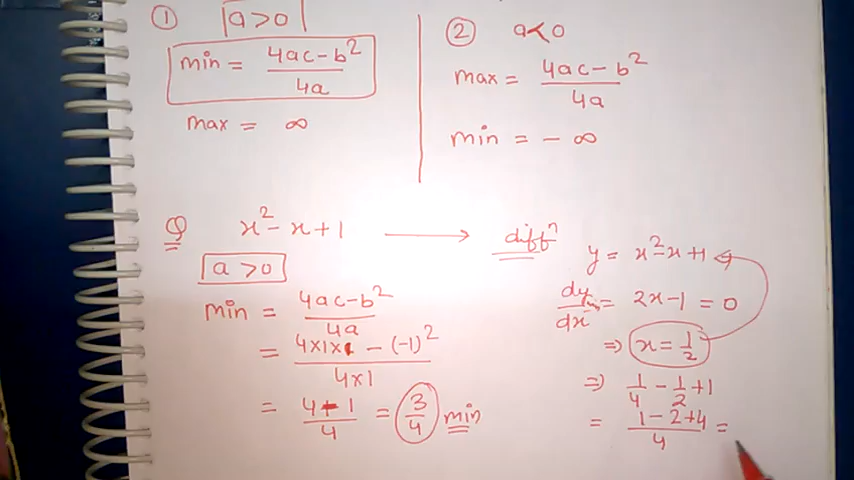 ① a > 0
min = (4ac - b²)/4a
max = ∞
② a < 0
max = (4ac - b²)/4a
min = - ∞
Q x² - x + 1 → diffⁿ
a > 0
min = (4ac - b²)/4a
= (4×1×1 - (-1)²)/(4×1)
= (4 - 1)/4 = 3/4 min
y = x² - x + 1
dy/dx = 2x - 1 = 0
⇒ x = 1/2
⇒ 1/4 - 1/2 + 1
= (1 - 2 + 4)/4 =